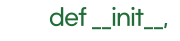 def __init__,